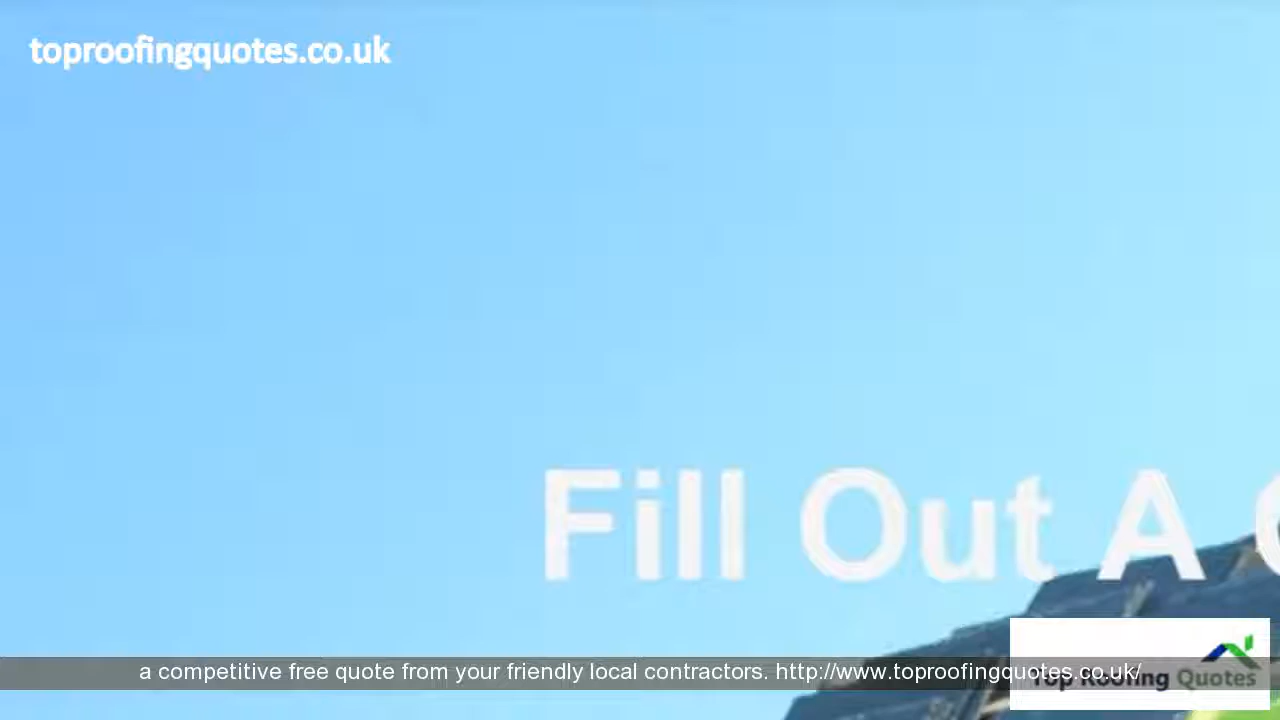 toproofingquotes.co.uk
Fill Out A
a competitive free quote from your friendly local contractors. http://www.toproofingquotes.co.uk/
Top Roofing Quotes